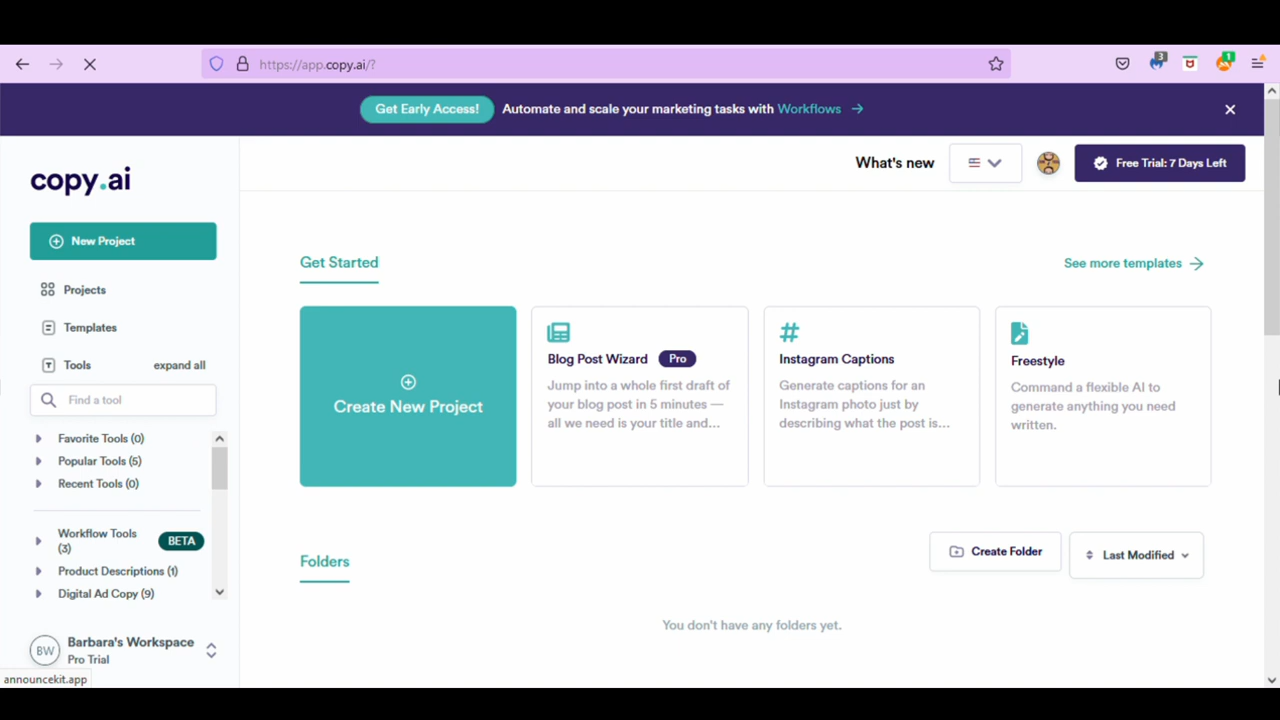 https://app.copy.ai/?
3
1
Get Early Access!
Automate and scale your marketing tasks with Workflows →
copy.ai
What's new
Free Trial: 7 Days Left
New Project
Projects
Templates
Tools
expand all
Find a tool
Favorite Tools (0)
Popular Tools (5)
Recent Tools (0)
Workflow Tools
(3)
BETA
Product Descriptions (1)
Digital Ad Copy (9)
BW
Barbara's Workspace
Pro Trial
announcekit.app
Get Started
See more templates →
Create New Project
Blog Post Wizard
Pro
Jump into a whole first draft of
your blog post in 5 minutes —
all we need is your title and...
#
Instagram Captions
Generate captions for an
Instagram photo just by
describing what the post is...
Freestyle
Command a flexible AI to
generate anything you need
written.
Folders
Create Folder
Last Modified
You don't have any folders yet.